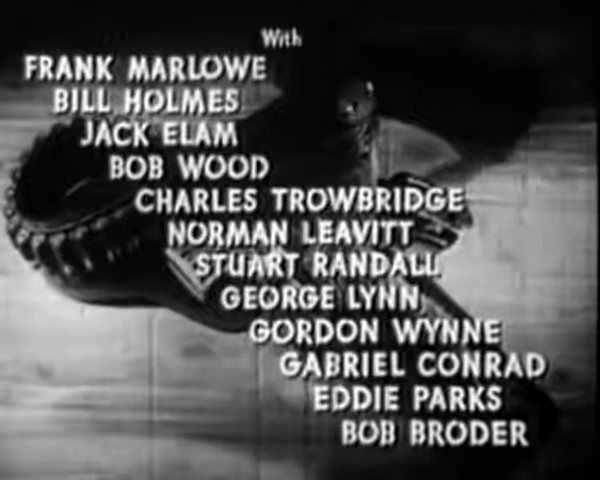 With
FRANK MARLOWE
BILL HOLMES
JACK ELAM
BOB WOOD
CHARLES TROWBRIDGE
NORMAN LEAVITT
STUART RANDALL
GEORGE LYNN
GORDON WYNNE
GABRIEL CONRAD
EDDIE PARKS
BOB BRODER